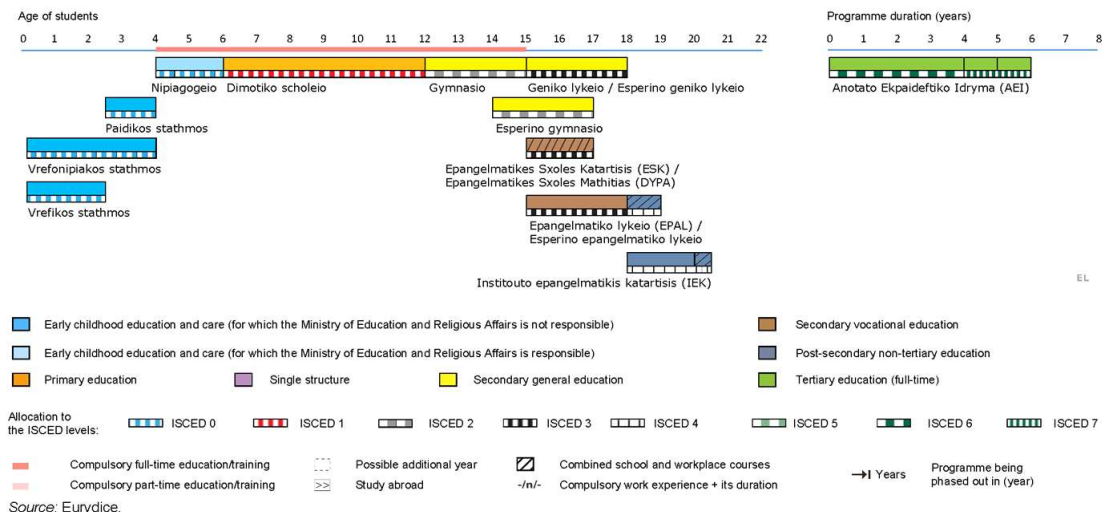 Age of students
Programme duration (years)
0 1 2 3 4 5 6 7 8 9 10 11 12 13 14 15 16 17 18 19 20 21 22
0 1 2 3 4 5 6 7 8
Nipiagogeio
Dimotiko scholeio
Gymnasio
Geniko lykeio / Esperino geniko lykeio
Anotato Ekpaideftiko Idryma (AEI)
Paidikos stathmos
Esperino gymnasio
Vrefonipiakos stathmos
Epangelmatikes Sxoles Katartisis (ESK) /
Epangelmatikes Sxoles Mathitias (DYPA)
Vrefikos stathmos
Epangelmatiko lykeio (EPAL) /
Esperino epangelmatiko lykeio
Institouto epangelmatikis katartisis (IEK)
EL
Early childhood education and care (for which the Ministry of Education and Religious Affairs is not responsible)
Secondary vocational education
Early childhood education and care (for which the Ministry of Education and Religious Affairs is responsible)
Post-secondary non-tertiary education
Primary education
Single structure
Secondary general education
Tertiary education (full-time)
Allocation to
the ISCED levels:
ISCED 0
ISCED 1
ISCED 2
ISCED 3
ISCED 4
ISCED 5
ISCED 6
ISCED 7
Compulsory full-time education/training
Possible additional year
Combined school and workplace courses
Years
Programme being
phased out in (year)
Compulsory part-time education/training
>> Study abroad
-/n/- Compulsory work experience + its duration
Source: Eurydice.